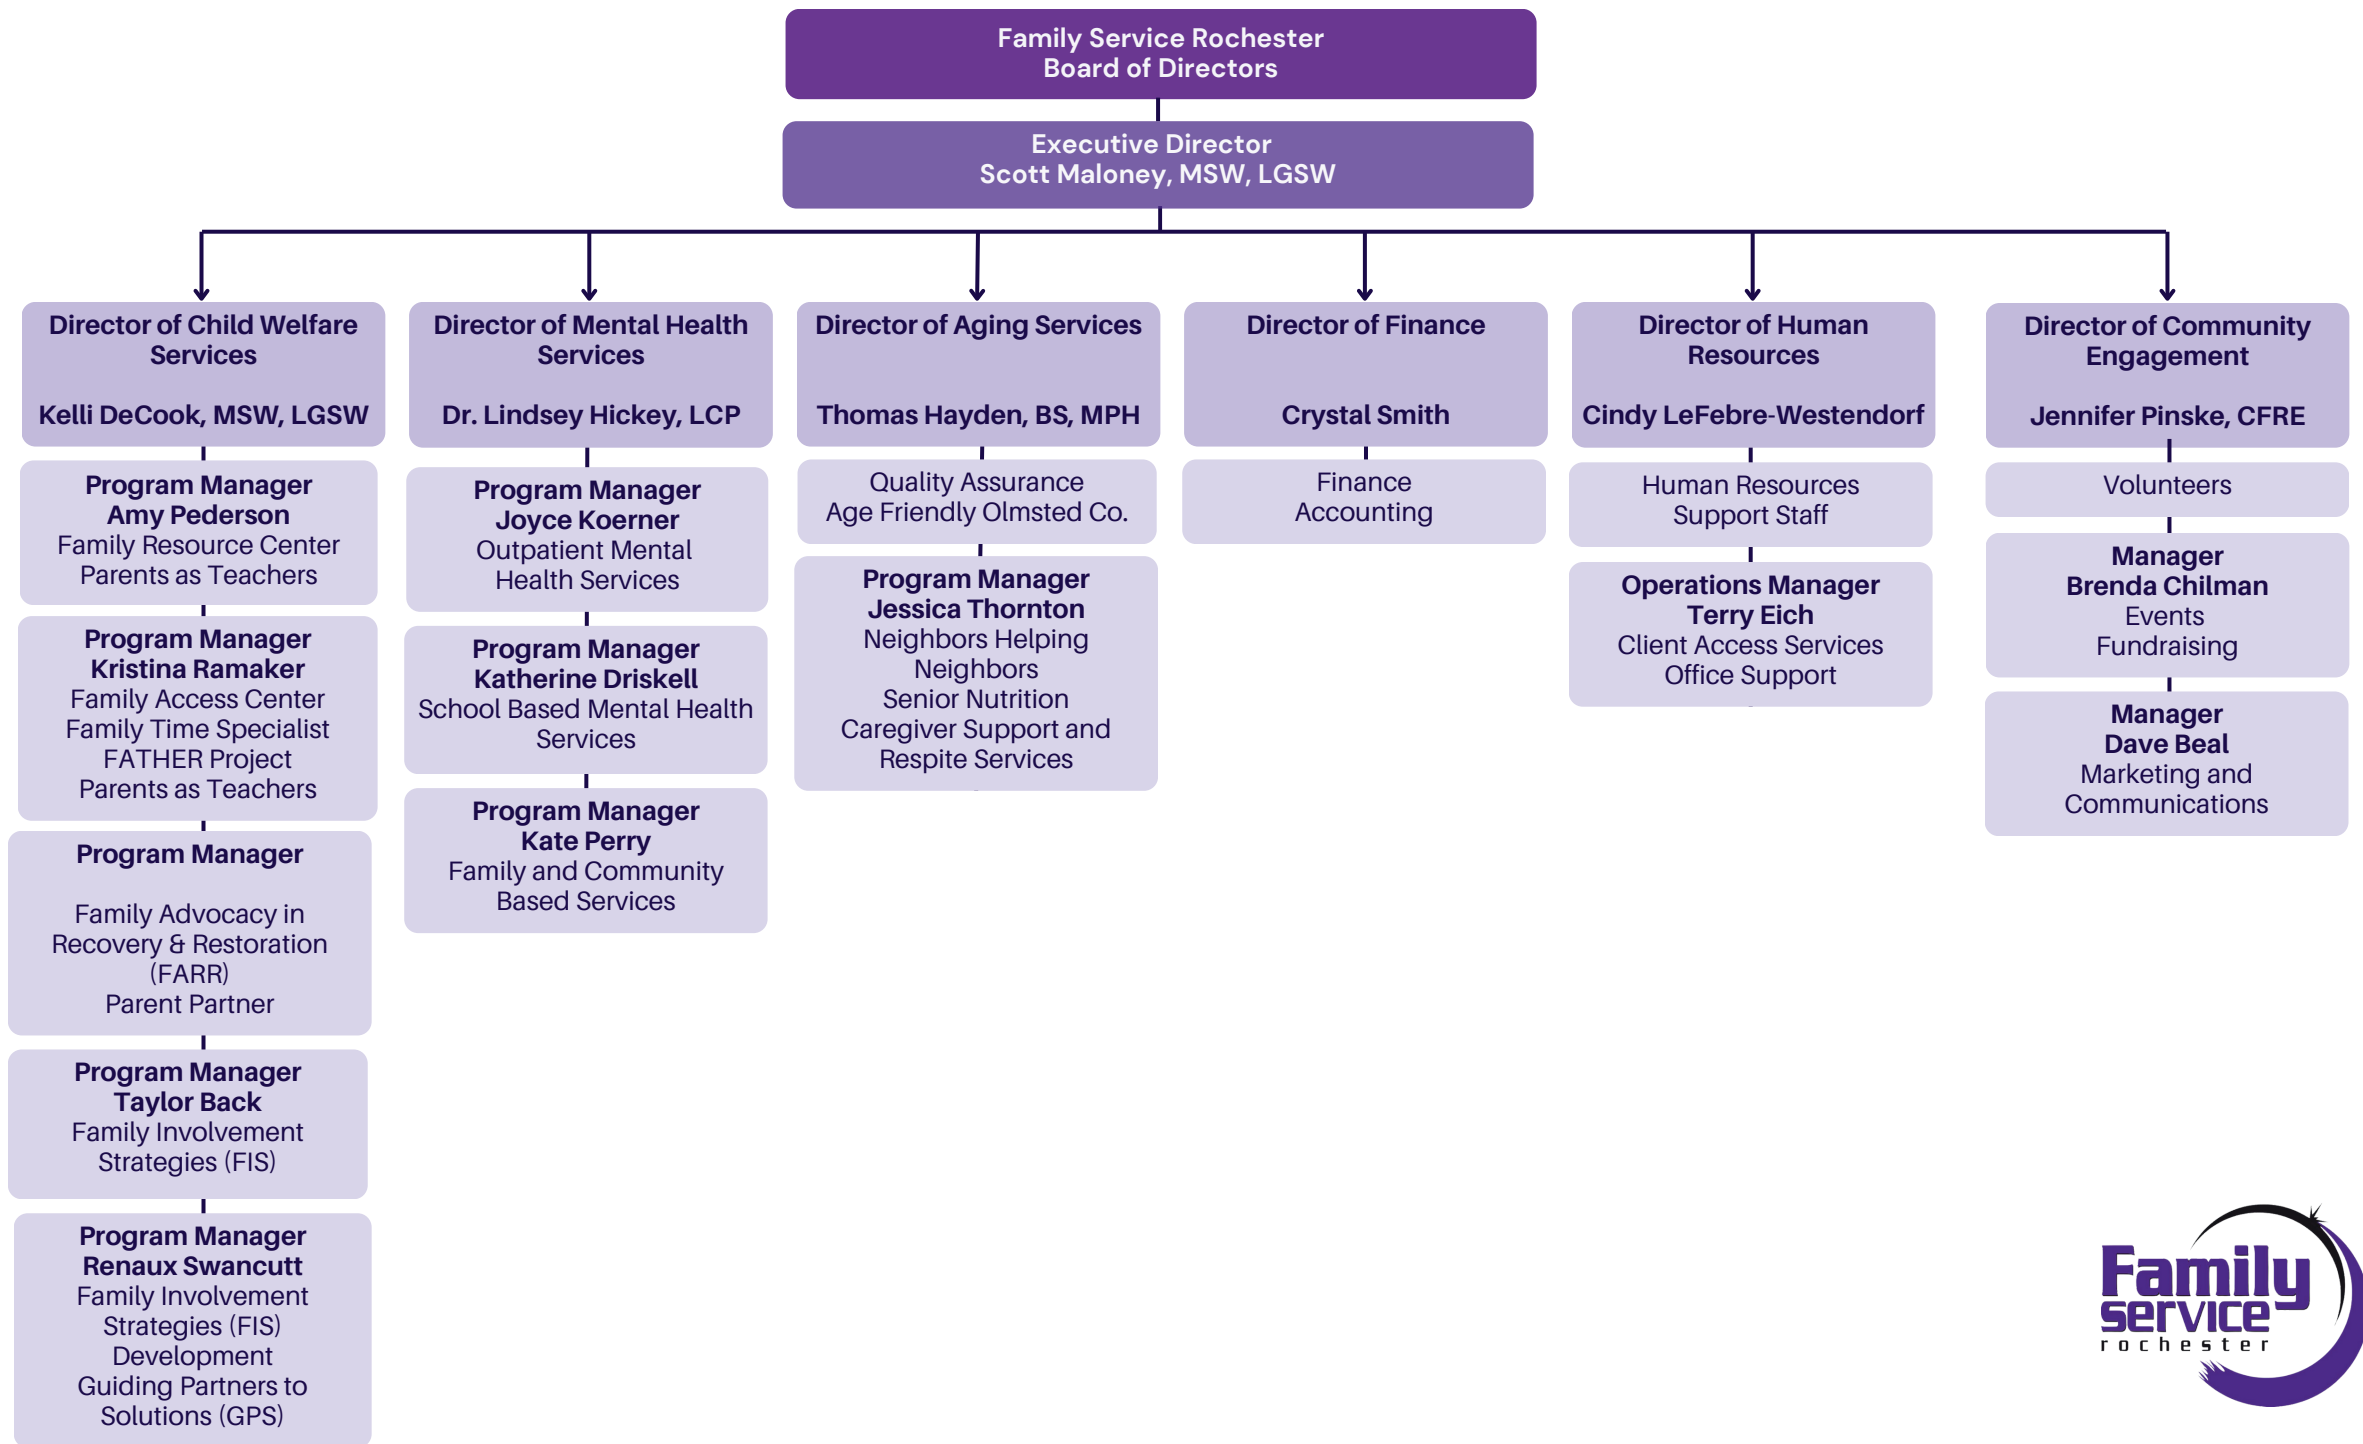 Family Service Rochester
Board of Directors
Executive Director
Scott Maloney, MSW, LGSW
Director of Child Welfare
Services
Kelli DeCook, MSW, LGSW
Program Manager
Amy Pederson
Family Resource Center
Parents as Teachers
Program Manager
Kristina Ramaker
Family Access Center
Family Time Specialist
FATHER Project
Parents as Teachers
Program Manager
Family Advocacy in
Recovery & Restoration
(FARR)
Parent Partner
Program Manager
Taylor Back
Family Involvement
Strategies (FIS)
Program Manager
Renaux Swancutt
Family Involvement
Strategies (FIS)
Development
Guiding Partners to
Solutions (GPS)
Director of Mental Health
Services
Dr. Lindsey Hickey, LCP
Program Manager
Joyce Koerner
Outpatient Mental
Health Services
Program Manager
Katherine Driskell
School Based Mental Health
Services
Program Manager
Kate Perry
Family and Community
Based Services
Director of Aging Services
Thomas Hayden, BS, MPH
Quality Assurance
Age Friendly Olmsted Co.
Program Manager
Jessica Thornton
Neighbors Helping
Neighbors
Senior Nutrition
Caregiver Support and
Respite Services
Director of Finance
Crystal Smith
Finance
Accounting
Director of Human
Resources
Cindy LeFebre-Westendorf
Human Resources
Support Staff
Operations Manager
Terry Eich
Client Access Services
Office Support
Director of Community
Engagement
Jennifer Pinske, CFRE
Volunteers
Manager
Brenda Chilman
Events
Fundraising
Manager
Dave Beal
Marketing and
Communications
Family
service
rochester